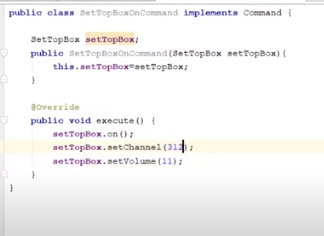 public class SetTopBoxOnCommand implements Command {
SetTopBox setTopBox;
public SetTopBoxOnCommand(SetTopBox setTopBox){
this.setTopBox=setTopBox;
}
@Override
public void execute() {
setTopBox.on();
setTopBox.setChannel(312);
setTopBox.setVolume(11);
}
}